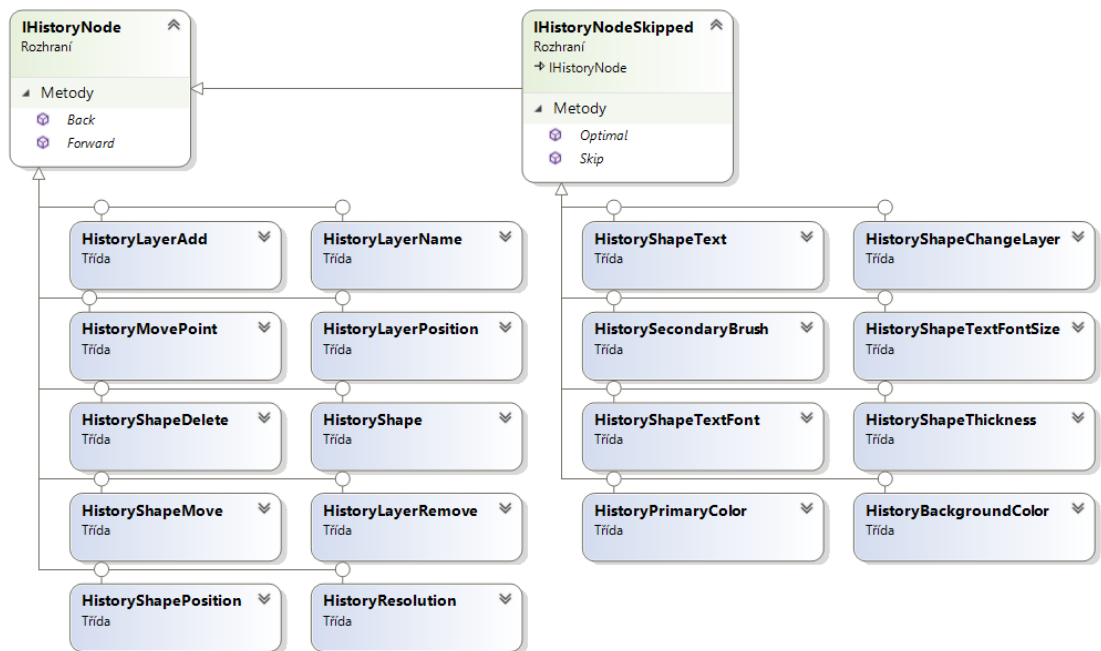 IHistoryNode
Rozhraní
Metody
Back
Forward
IHistoryNodeSkipped
Rozhraní
IHistoryNode
Metody
Optimal
Skip
HistoryLayerAdd
Třída
HistoryLayerName
Třída
HistoryShapeText
Třída
HistoryShapeChangeLayer
Třída
HistoryMovePoint
Třída
HistoryLayerPosition
Třída
HistorySecondaryBrush
Třída
HistoryShapeTextFontSize
Třída
HistoryShapeDelete
Třída
HistoryShape
Třída
HistoryShapeTextFont
Třída
HistoryShapeThickness
Třída
HistoryShapeMove
Třída
HistoryLayerRemove
Třída
HistoryPrimaryColor
Třída
HistoryBackgroundColor
Třída
HistoryShapePosition
Třída
HistoryResolution
Třída